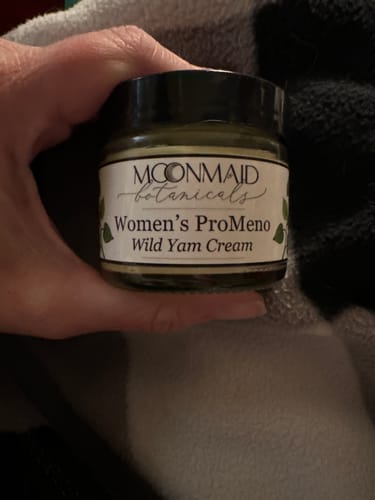 MOONMAID
botanicals
Women's ProMeno
Wild Yam Cream